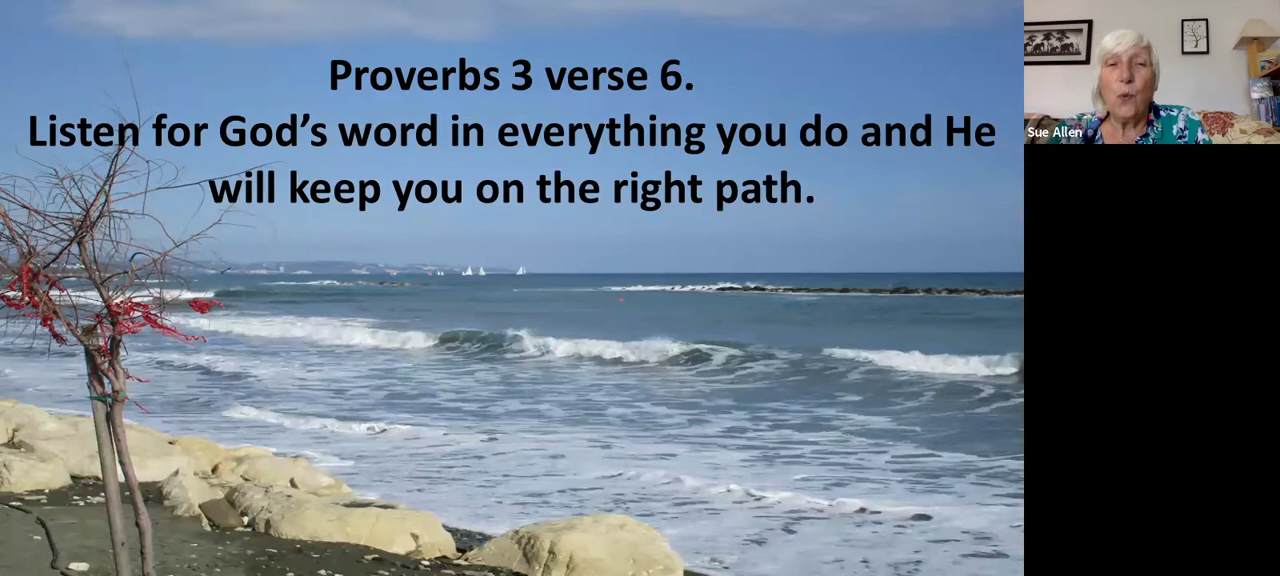 Proverbs 3 verse 6.
Listen for God's word in everything you do and He
will keep you on the right path.
Sue Allen